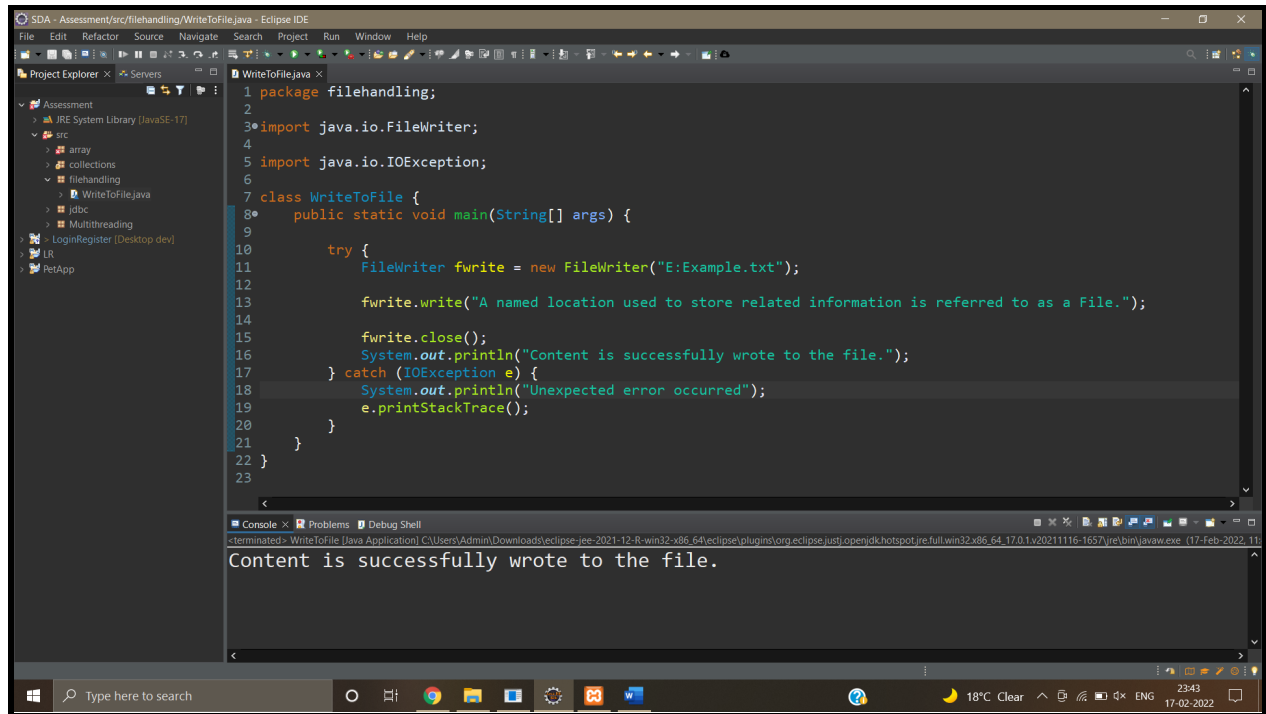 SDA - Assessment/src/filehandling/WriteToFile.java - Eclipse IDE
File Edit Refactor Source Navigate Search Project Run Window Help
Project Explorer Servers
WriteToFile.java
Assessment
JRE System Library [JavaSE-17]
src
array
collections
filehandling
WriteToFile.java
jdbc
Multithreading
> LoginRegister [Desktop dev]
LR
PetApp
1 package filehandling;
2
3 import java.io.FileWriter;
4
5 import java.io.IOException;
6
7 class WriteToFile {
8 public static void main(String[] args) {
9
10 try {
11 FileWriter fwrite = new FileWriter("E:Example.txt");
12
13 fwrite.write("A named location used to store related information is referred to as a File.");
14
15 fwrite.close();
16 System.out.println("Content is successfully wrote to the file.");
17 } catch (IOException e) {
18 System.out.println("Unexpected error occurred");
19 e.printStackTrace();
20 }
21 }
22 }
23
Console Problems Debug Shell
<terminated> WriteToFile [Java Application] C:\Users\Admin\Downloads\eclipse-jee-2021-12-R-win32-x86_64\eclipse\plugins\org.eclipse.justj.openjdk.hotspot.jre.full.win32.x86_64_17.0.1.v20211116-1657\jre\bin\javaw.exe (17-Feb-2022, 11:
Content is successfully wrote to the file.
Type here to search
18°C Clear
ENG
23:43
17-02-2022